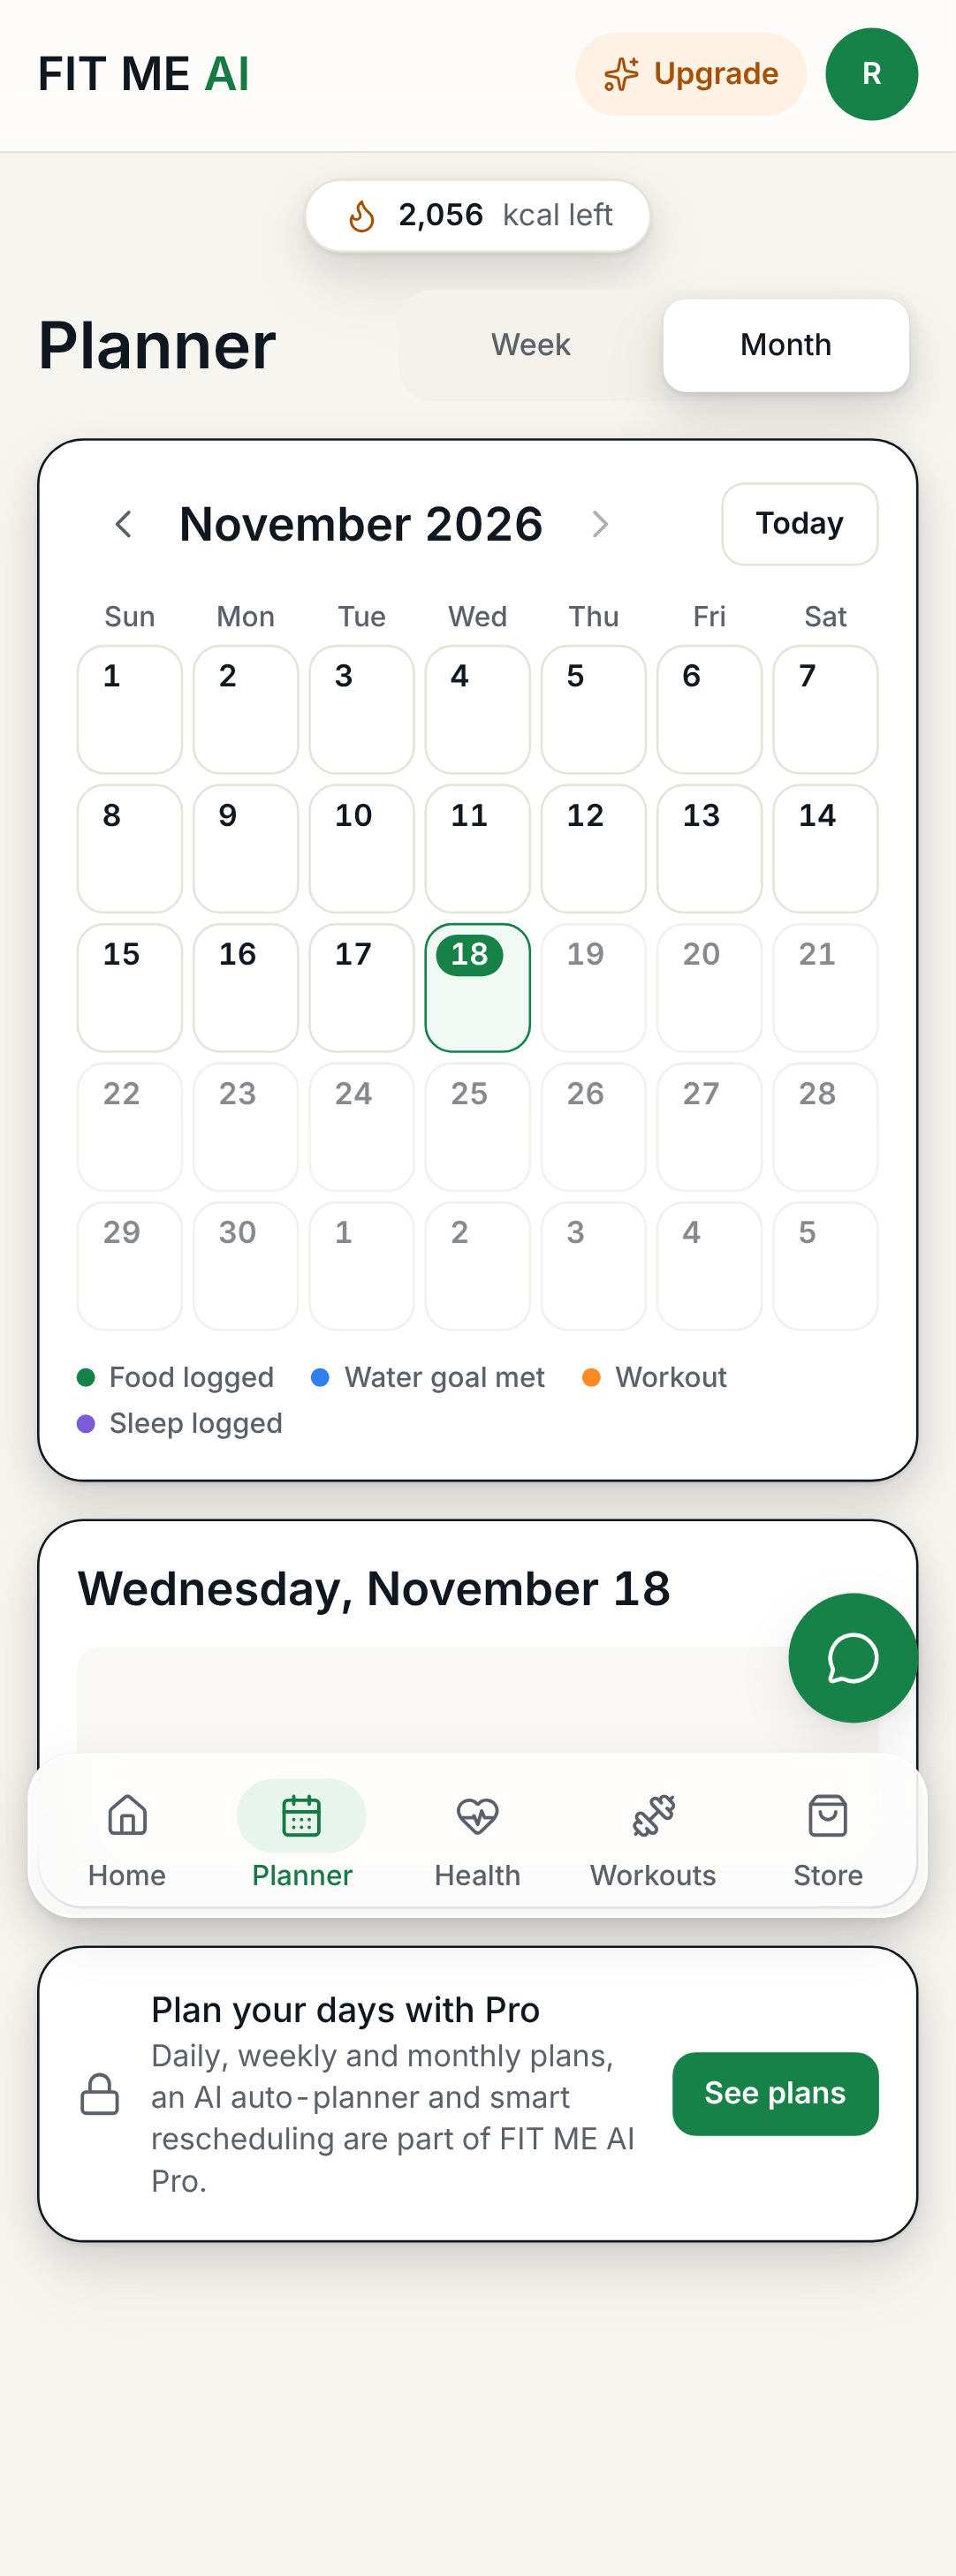 FIT ME AI
Upgrade
R
2,056 kcal left
Planner
Week
Month
November 2026
Today
Sun Mon Tue Wed Thu Fri Sat
1 2 3 4 5 6 7
8 9 10 11 12 13 14
15 16 17 18 19 20 21
22 23 24 25 26 27 28
29 30 1 2 3 4 5
Food logged
Water goal met
Workout
Sleep logged
Wednesday, November 18
Home
Planner
Health
Workouts
Store
Plan your days with Pro
Daily, weekly and monthly plans,
an AI auto-planner and smart
rescheduling are part of FIT ME AI
Pro.
See plans